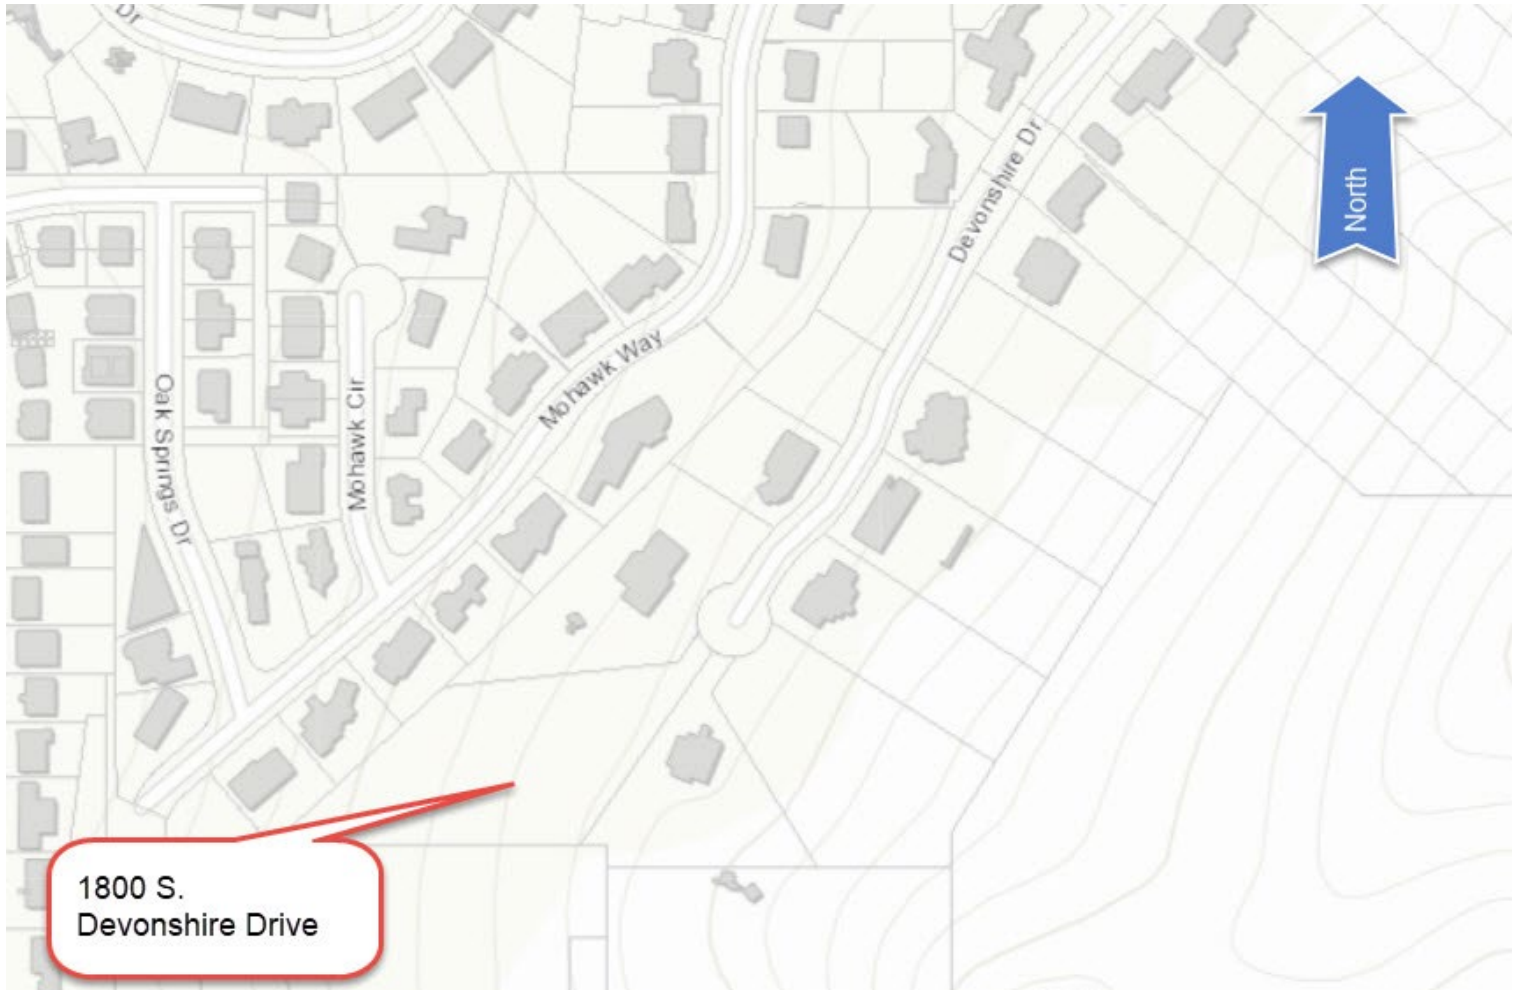 Dr
Devonshire Dr
North
Mohawk Way
Oak Springs Dr
Mohawk Cir
1800 S.
Devonshire Drive